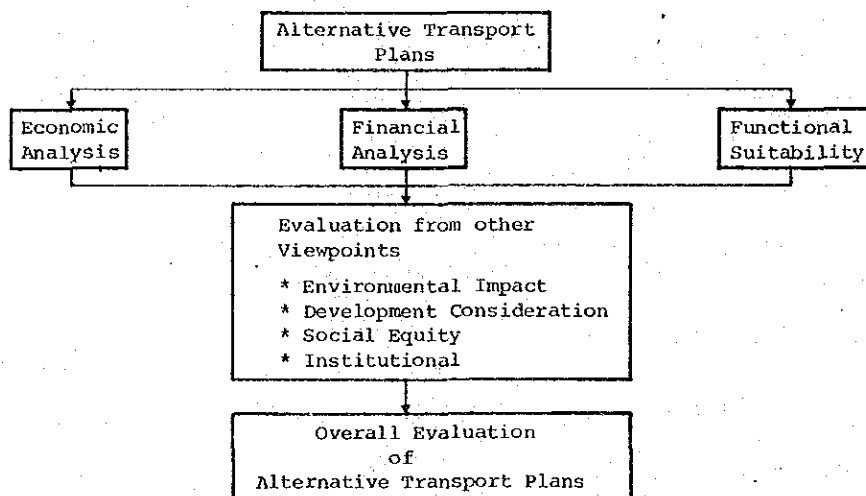 Alternative Transport
Plans
Economic
Analysis
Financial
Analysis
Functional
Suitability
Evaluation from other
Viewpoints
* Environmental Impact
* Development Consideration
* Social Equity
* Institutional
Overall Evaluation
of
Alternative Transport Plans